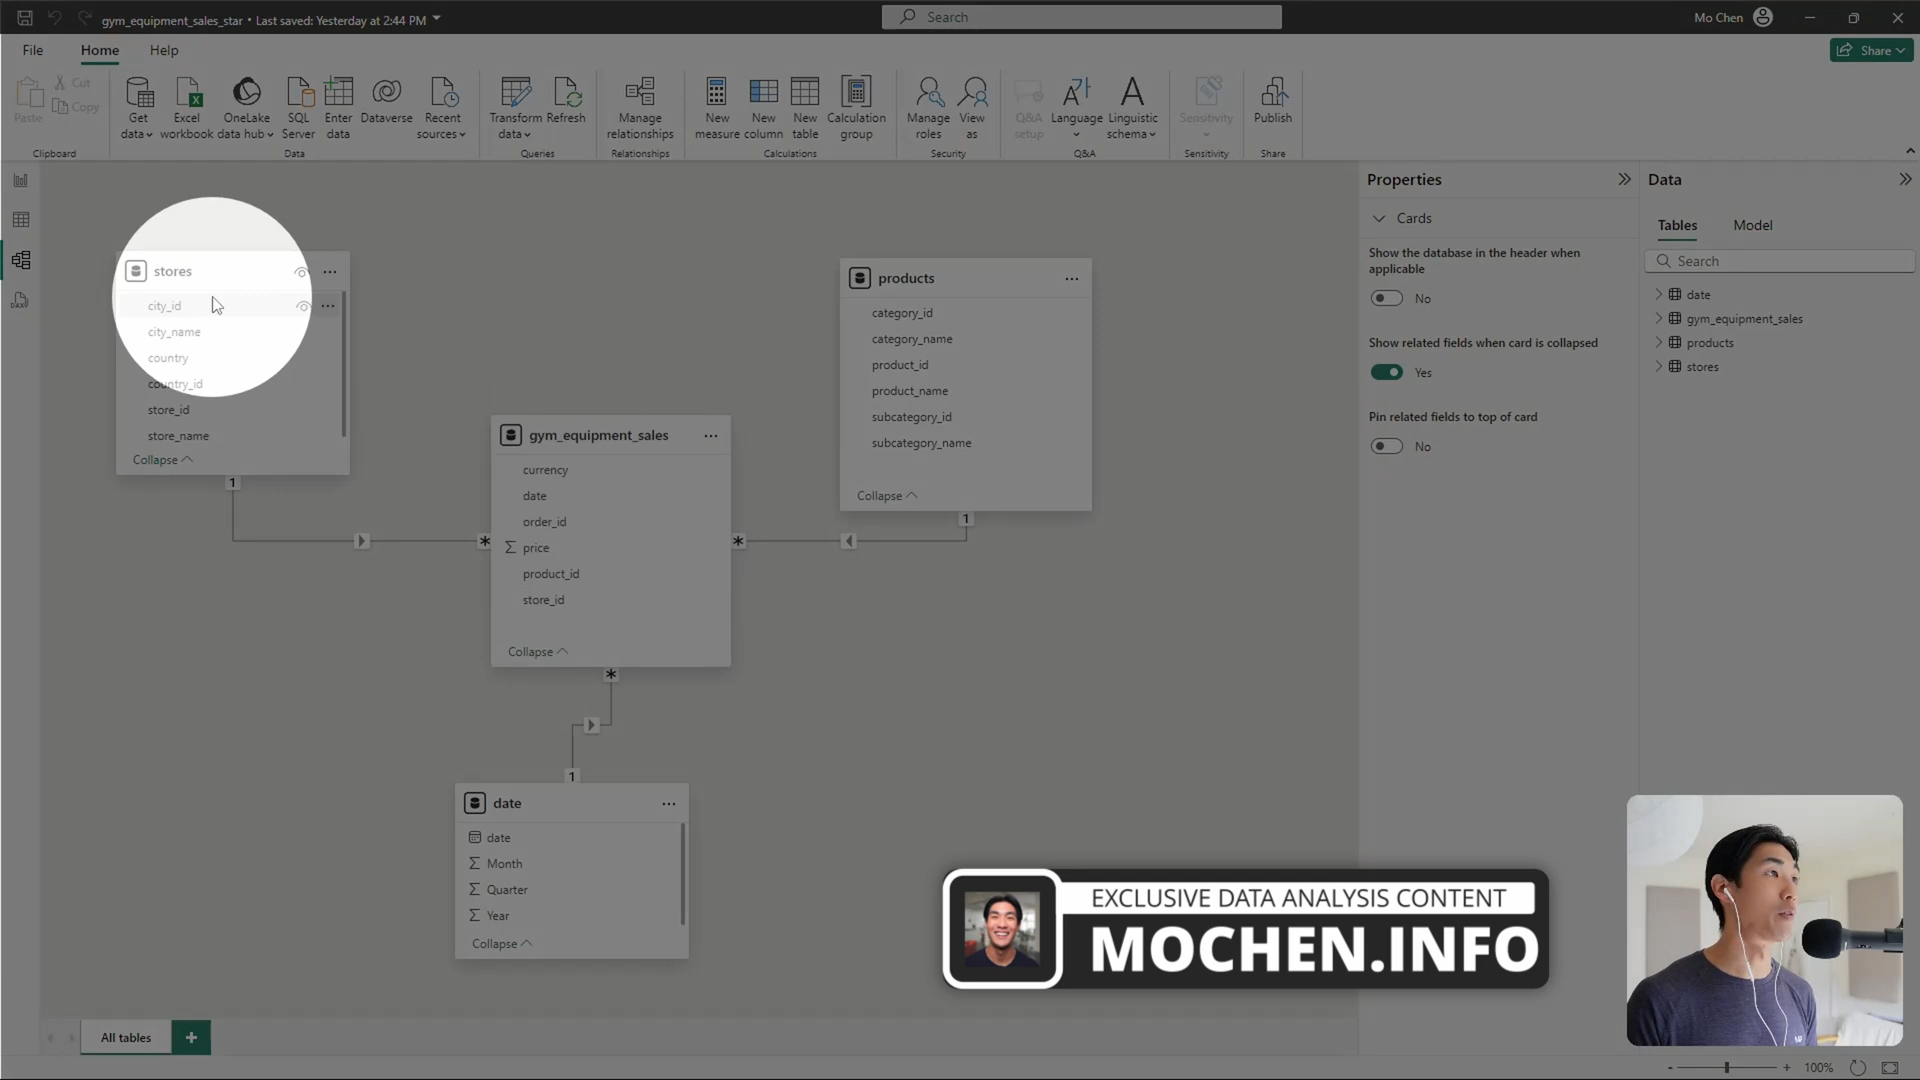 gym_equipment_sales_star • Last saved: Yesterday at 2:44 PM
Search
Mo Chen
File
Home
Help
Share
Paste
Cut
Copy
Clipboard
Get data
Excel workbook
OneLake data hub
SQL Server
Enter data
Dataverse
Recent sources
Data
Transform data
Refresh
Queries
Manage relationships
Relationships
New measure
New column
New table
Calculation group
Calculations
Manage roles
View as
Security
Q&A setup
Language
Linguistic schema
Q&A
Sensitivity
Sensitivity
Publish
Share
stores
city_id
city_name
country
country_id
store_id
store_name
Collapse
1
*
gym_equipment_sales
currency
date
order_id
price
product_id
store_id
Collapse
*
products
category_id
category_name
product_id
product_name
subcategory_id
subcategory_name
Collapse
1
*
1
date
date
Month
Quarter
Year
Collapse
Properties
Cards
Show the database in the header when
applicable
No
Show related fields when card is collapsed
Yes
Pin related fields to top of card
No
Data
Tables
Model
Search
date
gym_equipment_sales
products
stores
EXCLUSIVE DATA ANALYSIS CONTENT
MOCHEN.INFO
All tables
+
- + 100%